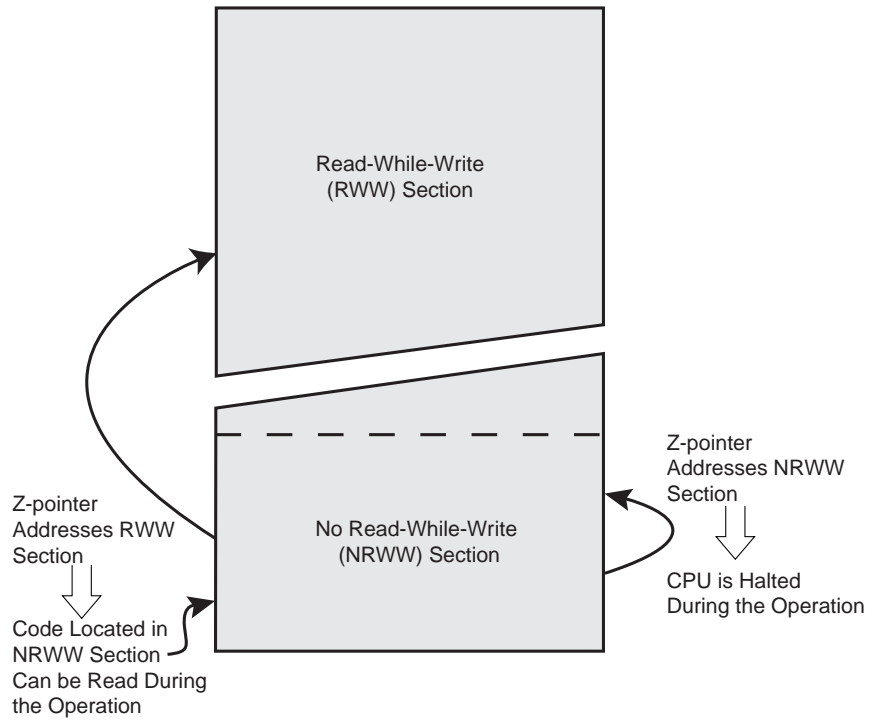 Read-While-Write
(RWW) Section
Z-pointer
Addresses NRWW
Section
Z-pointer
Addresses RWW
Section
No Read-While-Write
(NRWW) Section
CPU is Halted
During the Operation
Code Located in
NRWW Section
Can be Read During
the Operation